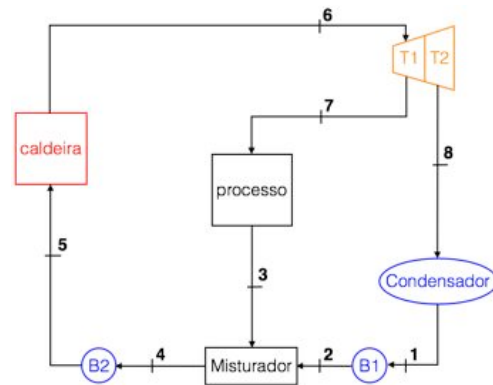 6
T1 T2
7
caldeira
8
processo
5
3
Condensador
4
2
1
B2
Misturador
B1